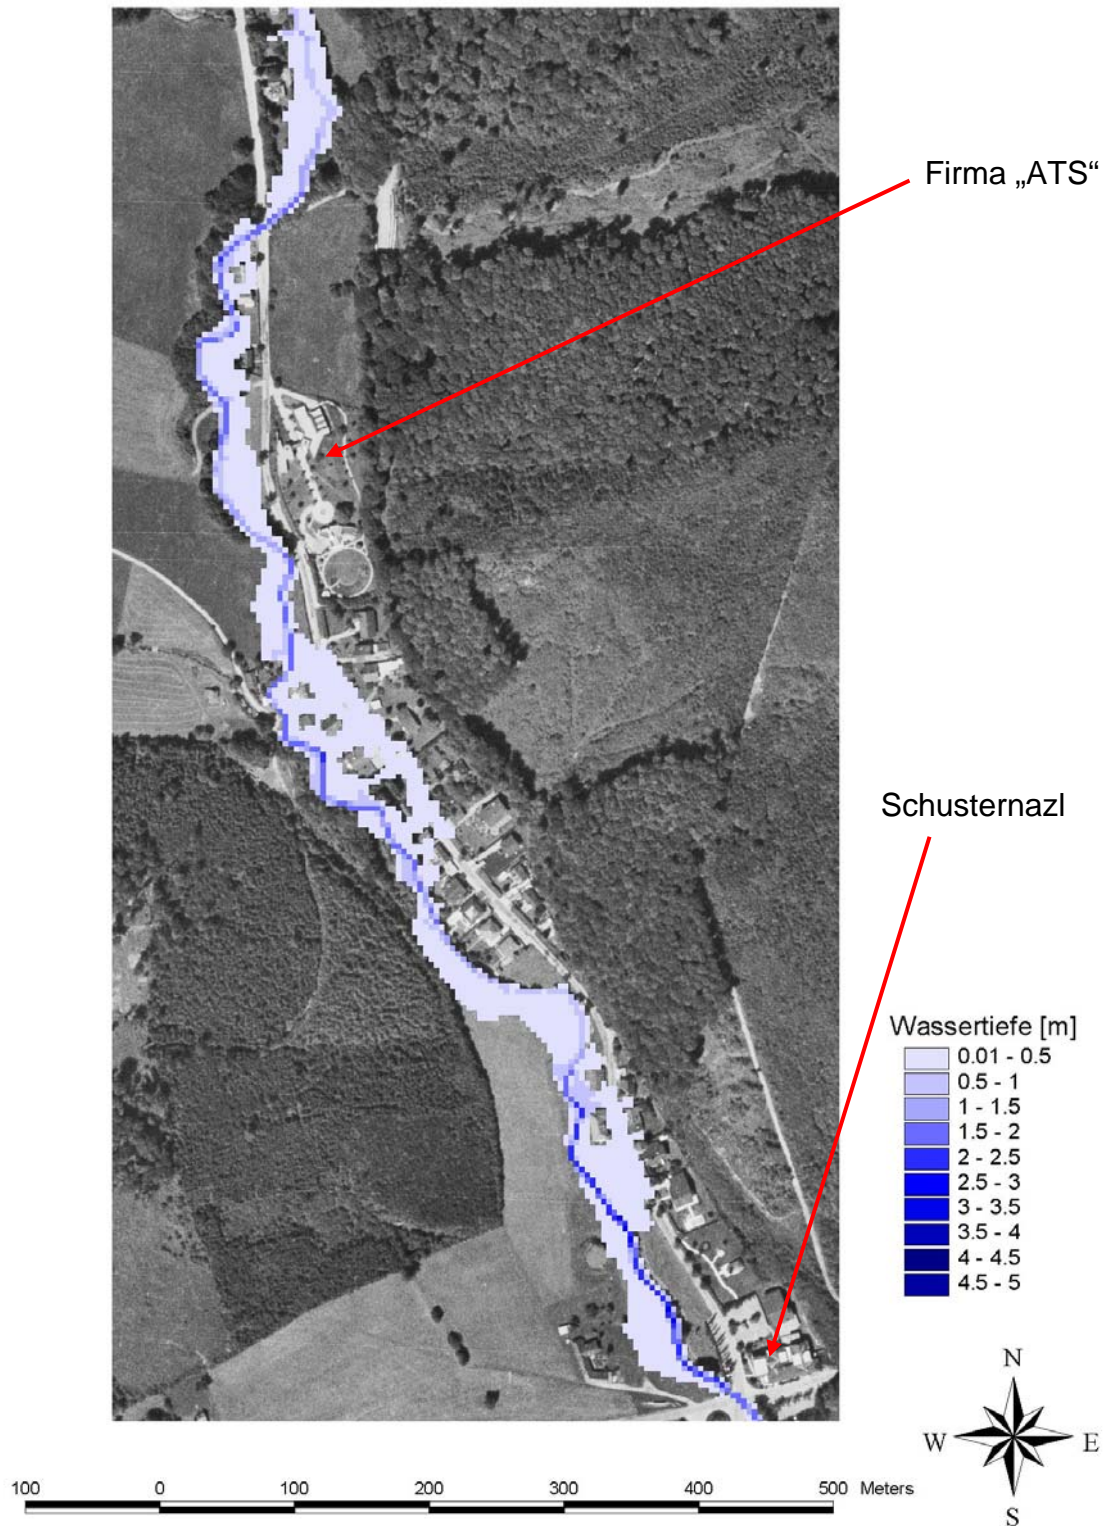 Firma „ATS“
Schusternazl
Wassertiefe [m]
0.01 - 0.5
0.5 - 1
1 - 1.5
1.5 - 2
2 - 2.5
2.5 - 3
3 - 3.5
3.5 - 4
4 - 4.5
4.5 - 5
N
W E
S
100 0 100 200 300 400 500 Meters